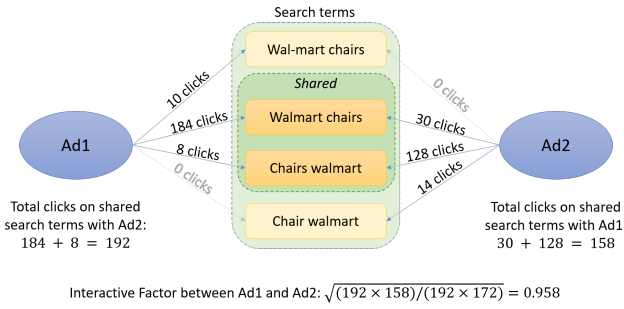 Search terms
Wal-mart chairs
Shared
10 clicks
0 clicks
Walmart chairs
184 clicks
30 clicks
Ad1
Ad2
8 clicks
128 clicks
Chairs walmart
0 clicks
14 clicks
Chair walmart
Total clicks on shared
search terms with Ad2:
184 + 8 = 192
Total clicks on shared
search terms with Ad1
30 + 128 = 158
Interactive Factor between Ad1 and Ad2: √(192 × 158)/(192 × 172) = 0.958